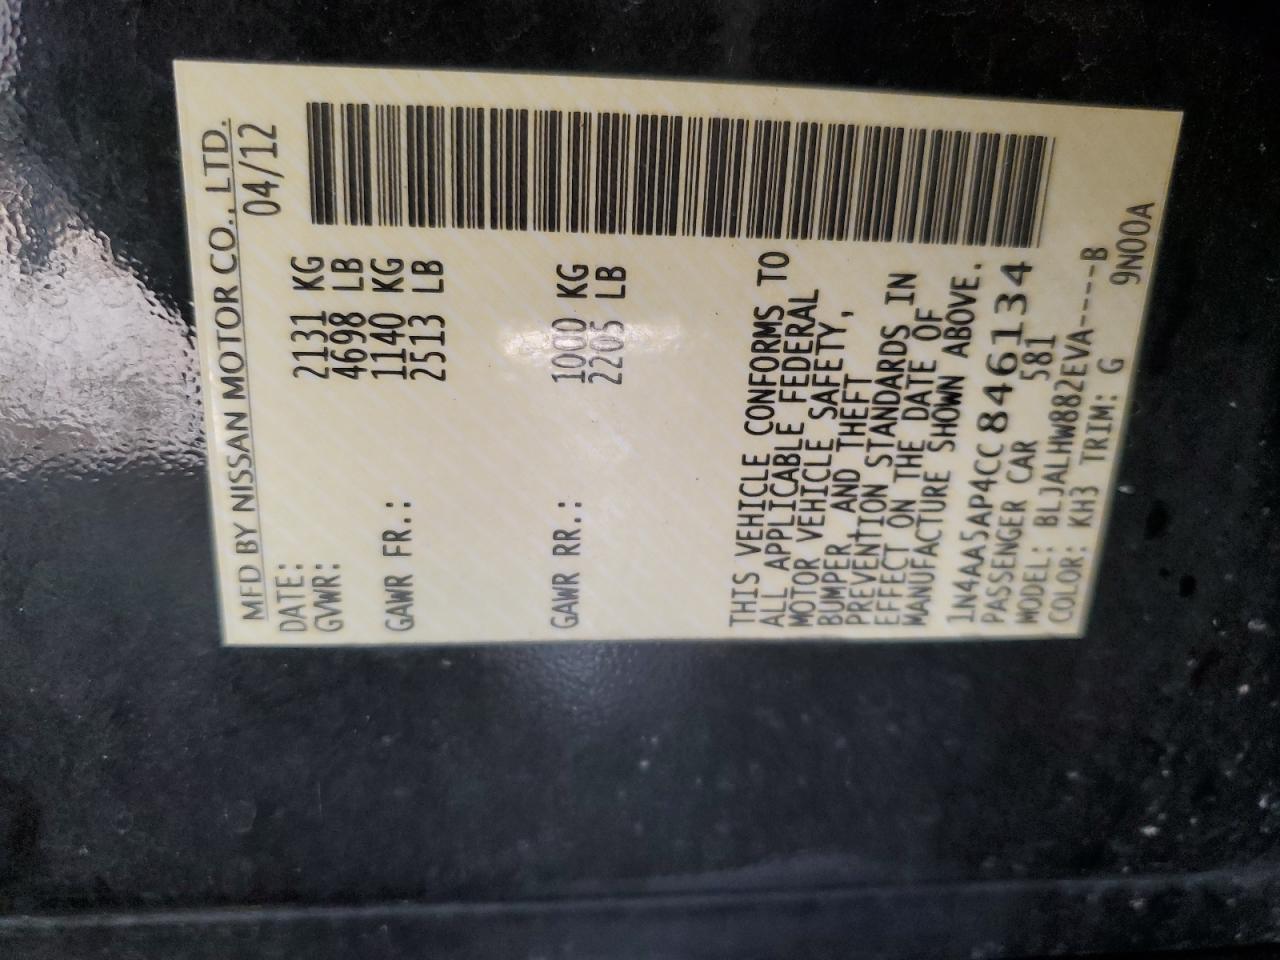 MFD BY NISSAN MOTOR CO., LTD.
DATE: 04/12
GVWR: 2131 KG
4698 LB
GAWR FR.: 1140 KG
2513 LB
GAWR RR.: 1000 KG
2205 LB
THIS VEHICLE CONFORMS TO
ALL APPLICABLE FEDERAL
MOTOR VEHICLE SAFETY,
BUMPER, AND THEFT
PREVENTION STANDARDS IN
EFFECT ON THE DATE OF
MANUFACTURE SHOWN ABOVE.
1N4AA5AP4CC846134
PASSENGER CAR 581
MODEL: BLJALHW882EVA----B
COLOR: KH3 TRIM: G 9N00A